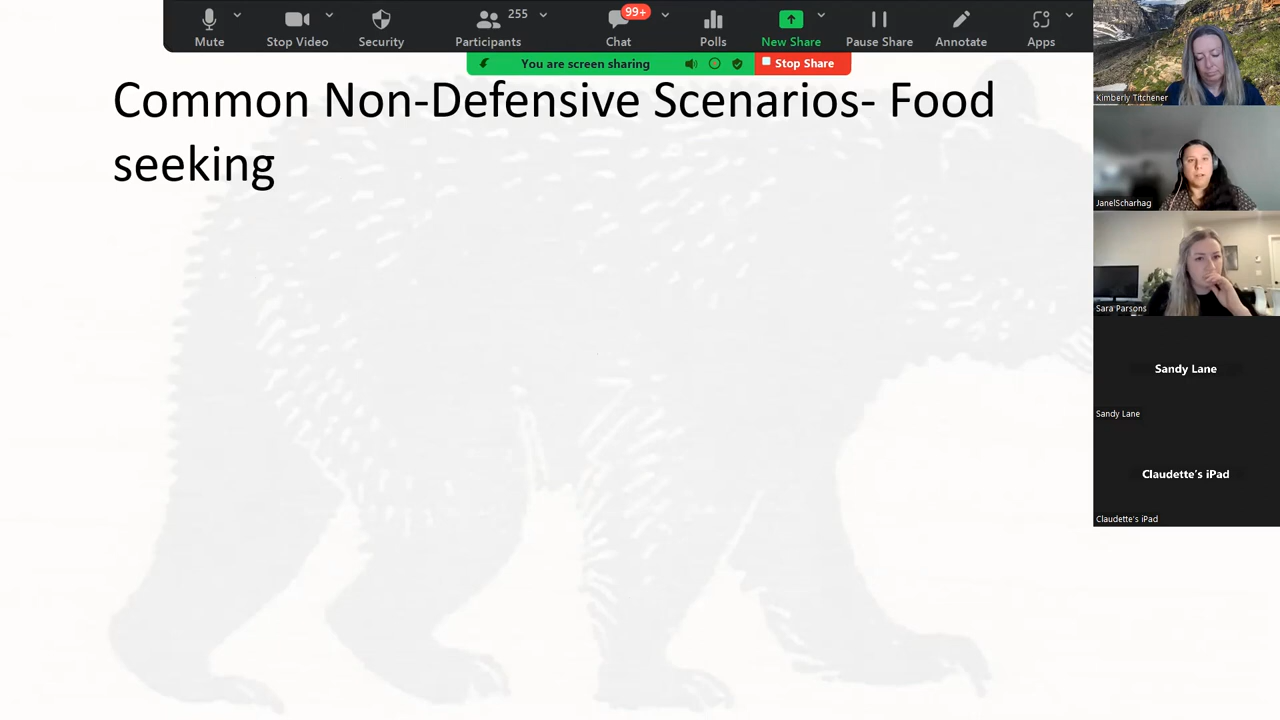 255
99+
Mute
Stop Video
Security
Participants
Chat
Polls
New Share
Pause Share
Annotate
Apps
You are screen sharing
Stop Share
Common Non-Defensive Scenarios- Food
seeking
Kimberly Titchener
JanelScharhag
Sara Parsons
Sandy Lane
Sandy Lane
Claudette's iPad
Claudette's iPad